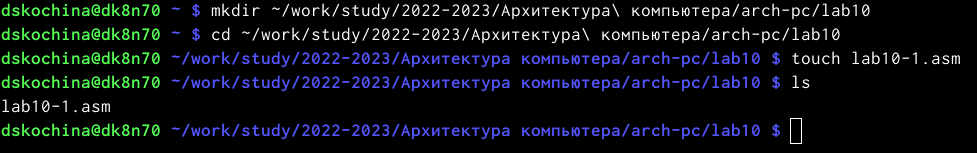 dskochina@dk8n70 ~ $ mkdir ~/work/study/2022-2023/Архитектура\ компьютера/arch-pc/lab10
dskochina@dk8n70 ~ $ cd ~/work/study/2022-2023/Архитектура\ компьютера/arch-pc/lab10
dskochina@dk8n70 ~/work/study/2022-2023/Архитектура компьютера/arch-pc/lab10 $ touch lab10-1.asm
dskochina@dk8n70 ~/work/study/2022-2023/Архитектура компьютера/arch-pc/lab10 $ ls
lab10-1.asm
dskochina@dk8n70 ~/work/study/2022-2023/Архитектура компьютера/arch-pc/lab10 $